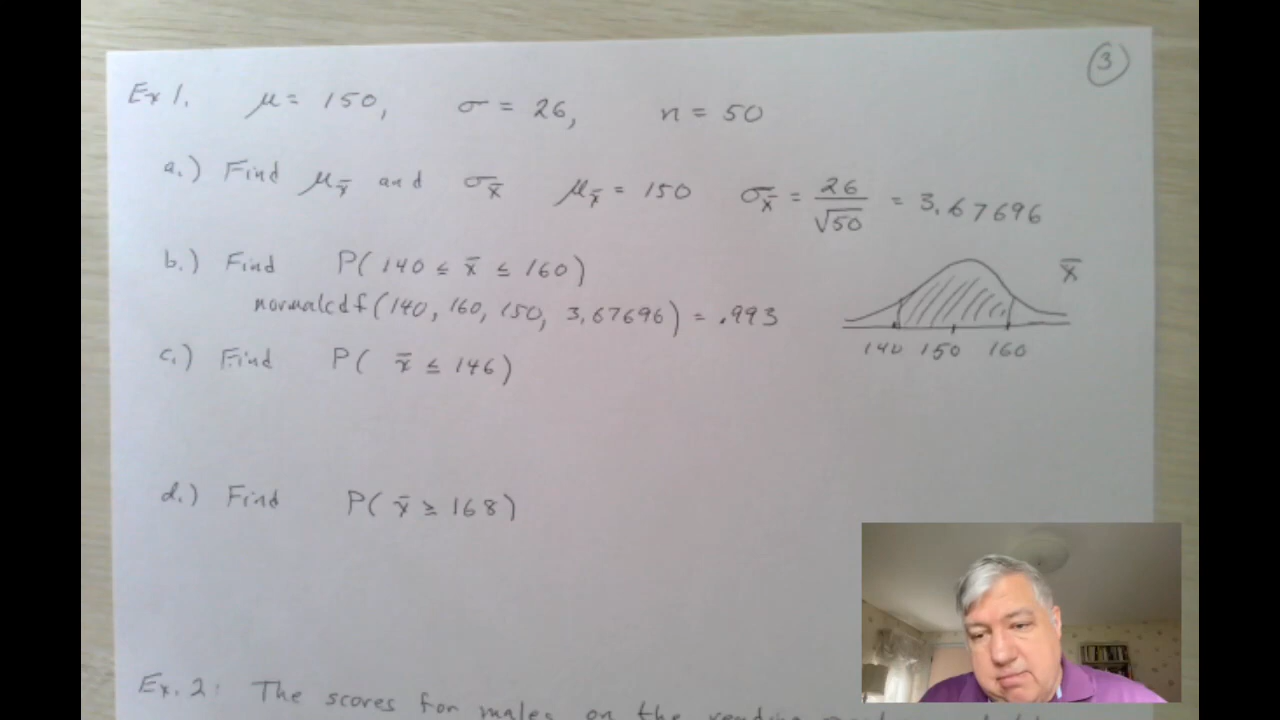 3
Ex 1. μ = 150, σ = 26, n = 50
a.) Find μx̄ and σx̄ μx̄ = 150 σx̄ = 26/√50 = 3.67696
b.) Find P(140 ≤ x̄ ≤ 160)
normalcdf(140, 160, 150, 3.67696) = .993
x̄
140 150 160
c.) Find P( x̄ ≤ 146)
d.) Find P( x̄ ≥ 168)
Ex. 2: The scores for males on the